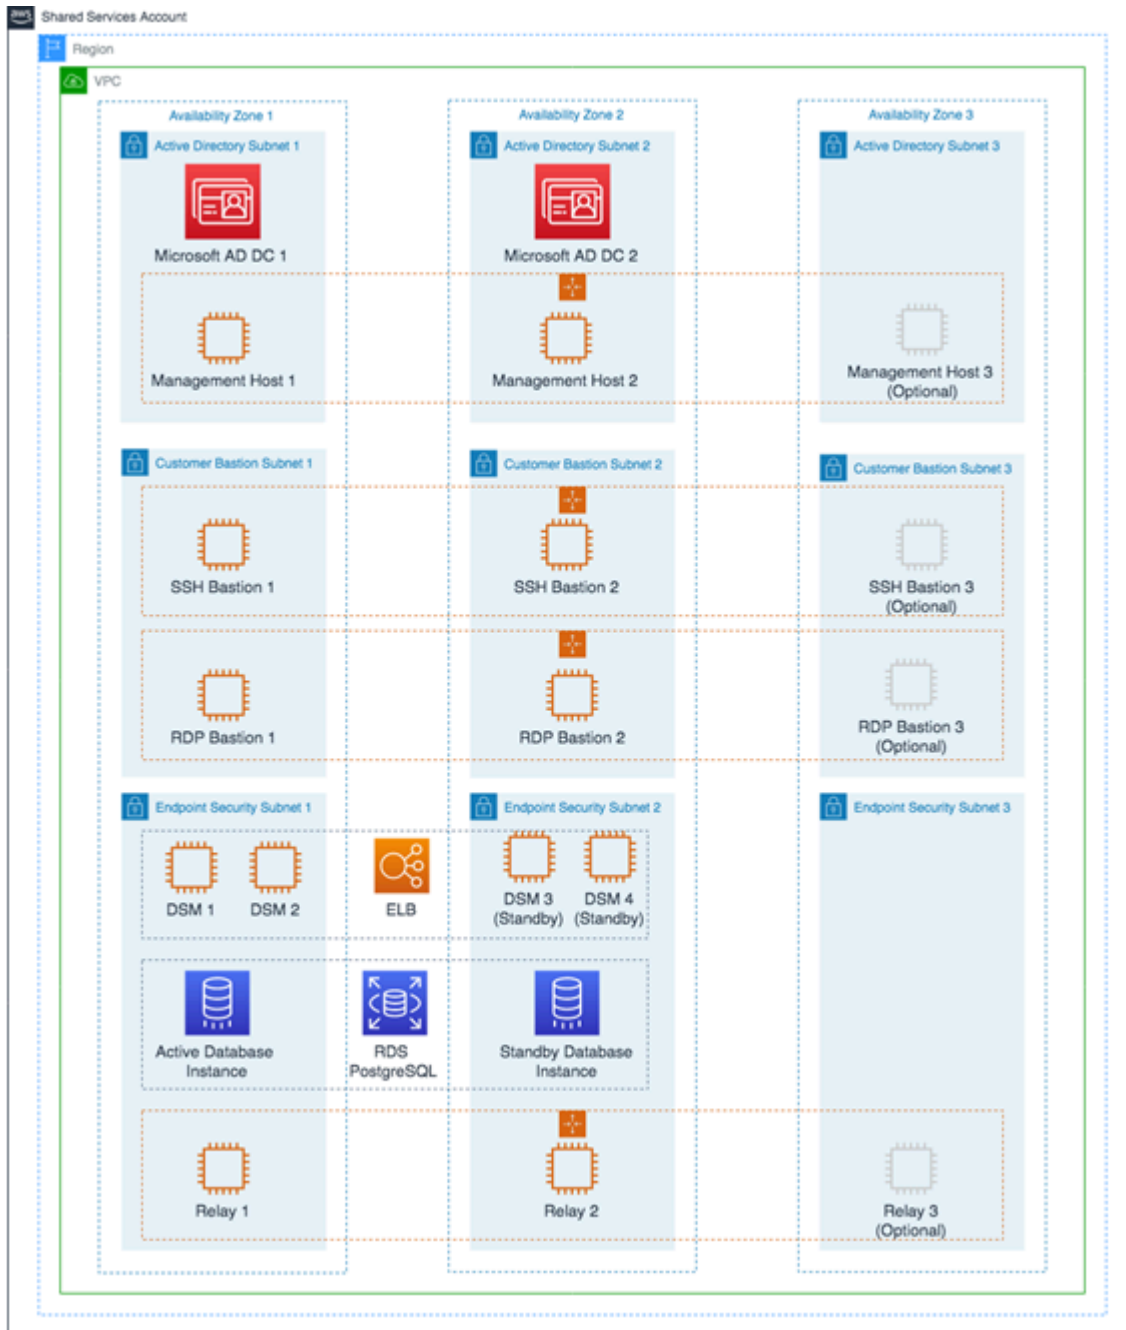 aws
Shared Services Account
Region
VPC
Availability Zone 1
Availability Zone 2
Availability Zone 3
Active Directory Subnet 1
Active Directory Subnet 2
Active Directory Subnet 3
Microsoft AD DC 1
Microsoft AD DC 2
Management Host 1
Management Host 2
Management Host 3
(Optional)
Customer Bastion Subnet 1
Customer Bastion Subnet 2
Customer Bastion Subnet 3
SSH Bastion 1
SSH Bastion 2
SSH Bastion 3
(Optional)
RDP Bastion 1
RDP Bastion 2
RDP Bastion 3
(Optional)
Endpoint Security Subnet 1
Endpoint Security Subnet 2
Endpoint Security Subnet 3
DSM 1
DSM 2
ELB
DSM 3
(Standby)
DSM 4
(Standby)
Active Database
Instance
RDS
PostgreSQL
Standby Database
Instance
Relay 1
Relay 2
Relay 3
(Optional)